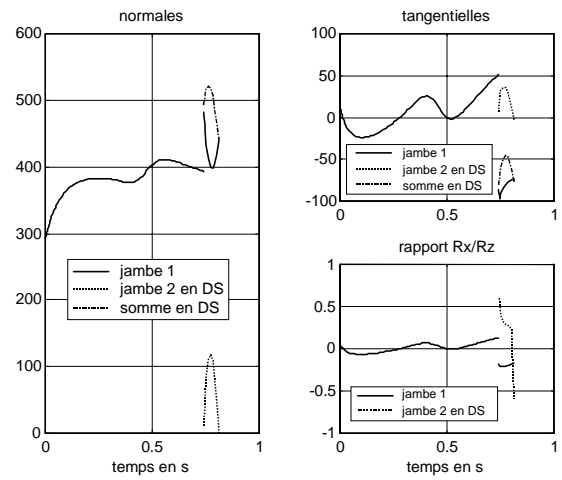 normales
600
500
400
300
200
100
0
0
0.5
1
temps en s
jambe 1
jambe 2 en DS
somme en DS
tangentielles
100
50
0
-50
-100
0
0.5
1
jambe 1
jambe 2 en DS
somme en DS
rapport Rx/Rz
1
0.5
0
-0.5
-1
0
0.5
1
temps en s
jambe 1
jambe 2 en DS